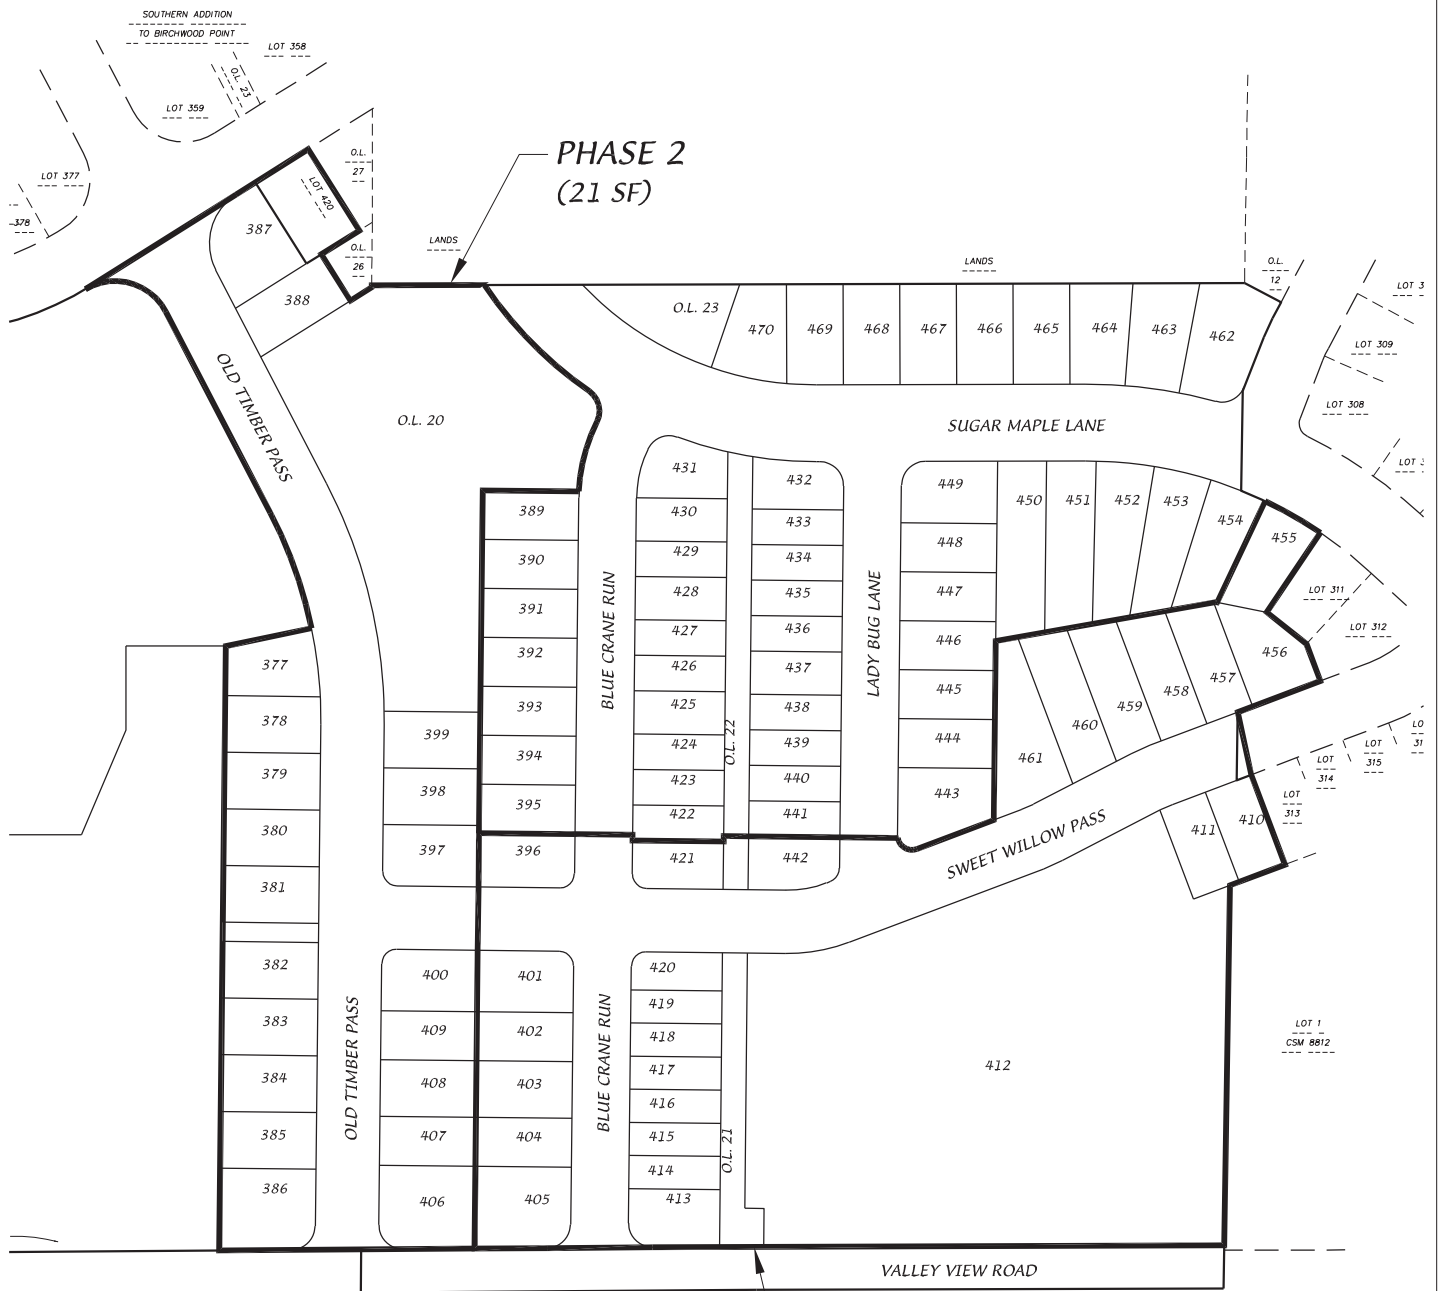 SOUTHERN ADDITION
TO BIRCHWOOD POINT
LOT 358
O.L. 23
LOT 359
PHASE 2
(21 SF)
O.L.
27
LOT 377
LOT 420
378
387
LANDS
O.L.
26
LANDS
O.L.
12
LOT 3
388
O.L. 23
470
469
468
467
466
465
464
463
462
LOT 309
OLD TIMBER PASS
O.L. 20
LOT 308
SUGAR MAPLE LANE
431
432
449
LOT 3
450
451
452
453
454
455
389
430
433
448
390
429
434
391
428
435
447
LOT 311
BLUE CRANE RUN
LADY BUG LANE
427
436
446
LOT 312
377
392
426
437
456
457
458
459
460
461
378
393
425
438
445
399
O.L. 22
394
424
439
444
LO
31
LOT
315
LOT
314
379
398
395
423
440
443
LOT
313
422
441
380
397
396
421
442
SWEET WILLOW PASS
411
410
381
382
400
401
420
419
383
409
402
418
OLD TIMBER PASS
BLUE CRANE RUN
LOT 1
CSM 8812
412
384
408
403
417
416
385
407
404
415
O.L. 21
414
386
406
405
413
VALLEY VIEW ROAD